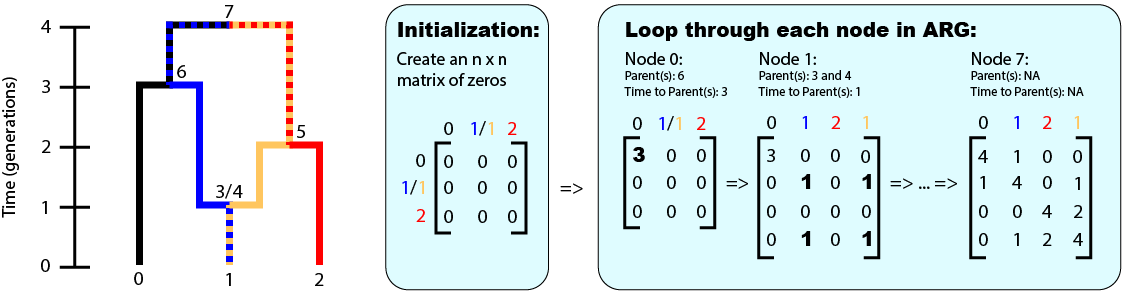 Time (generations)
4
3
2
1
0
7
6
5
3/4
0
1
2
Initialization:
Create an n x n
matrix of zeros
0 1/1 2
0 0 0 0
1/1 0 0 0
2 0 0 0
=>
Loop through each node in ARG:
Node 0:
Parent(s): 6
Time to Parent(s): 3
0 1/1 2
3 0 0
0 0 0
0 0 0
=>
Node 1:
Parent(s): 3 and 4
Time to Parent(s): 1
0 1 2 1
3 0 0 0
0 1 0 1
0 0 0 0
0 1 0 1
=> ... =>
Node 7:
Parent(s): NA
Time to Parent(s): NA
0 1 2 1
4 1 0 0
1 4 0 1
0 0 4 2
0 1 2 4